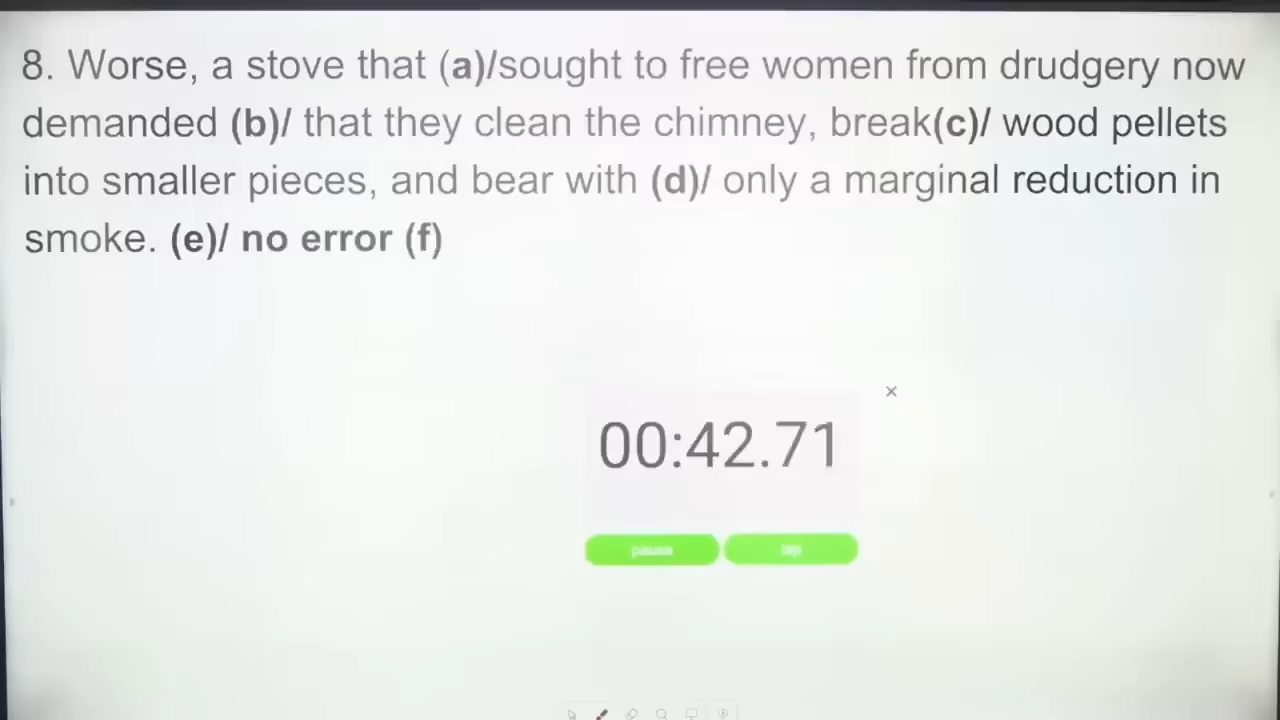 8. Worse, a stove that (a)/sought to free women from drudgery now
demanded (b)/ that they clean the chimney, break(c)/ wood pellets
into smaller pieces, and bear with (d)/ only a marginal reduction in
smoke. (e)/ no error (f)
×
00:42.71
pause